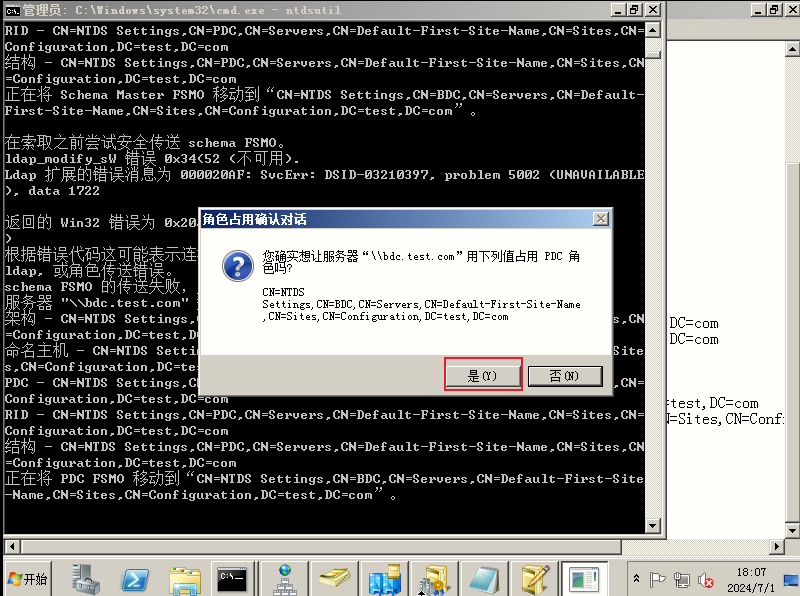 管理员: C:\Windows\system32\cmd.exe - ntdsutil
RID - CN=NTDS Settings,CN=PDC,CN=Servers,CN=Default-First-Site-Name,CN=Sites,CN=
Configuration,DC=test,DC=com
结构 - CN=NTDS Settings,CN=PDC,CN=Servers,CN=Default-First-Site-Name,CN=Sites,CN
=Configuration,DC=test,DC=com
正在将 Schema Master FSMO 移动到“CN=NTDS Settings,CN=BDC,CN=Servers,CN=Default-
First-Site-Name,CN=Sites,CN=Configuration,DC=test,DC=com”。
在索取之前尝试安全传送 schema FSMO。
ldap_modify_sW 错误 0x34(52 (不可用).
Ldap 扩展的错误消息为 000020AF: SvcErr: DSID-03210397, problem 5002 (UNAVAILABLE
), data 1722
返回的 Win32 错误为 0x20
)
根据错误代码这可能表示连
ldap, 或角色传送错误。
schema FSMO 的传送失败,
服务器 "\\bdc.test.com"
架构 - CN=NTDS Settings,
s,CN
=Configuration,DC=test,D
命名主机 - CN=NTDS Setti
Site
s,CN=Configuration,DC=te
PDC - CN=NTDS Settings,C
CN=
Configuration,DC=test,DC=com
RID - CN=NTDS Settings,CN=PDC,CN=Servers,CN=Default-First-Site-Name,CN=Sites,CN=
Configuration,DC=test,DC=com
结构 - CN=NTDS Settings,CN=PDC,CN=Servers,CN=Default-First-Site-Name,CN=Sites,CN
=Configuration,DC=test,DC=com
正在将 PDC FSMO 移动到“CN=NTDS Settings,CN=BDC,CN=Servers,CN=Default-First-Site
-Name,CN=Sites,CN=Configuration,DC=test,DC=com”。
角色占用确认对话
您确实想让服务器“\\bdc.test.com”用下列值占用 PDC 角
色吗?
CN=NTDS
Settings,CN=BDC,CN=Servers,CN=Default-First-Site-Name
,CN=Sites,CN=Configuration,DC=test,DC=com
是(Y)
否(N)
DC=com
DC=com
=test,DC=com
N=Sites,CN=Conf
开始
C:\_
18:07
2024/7/1